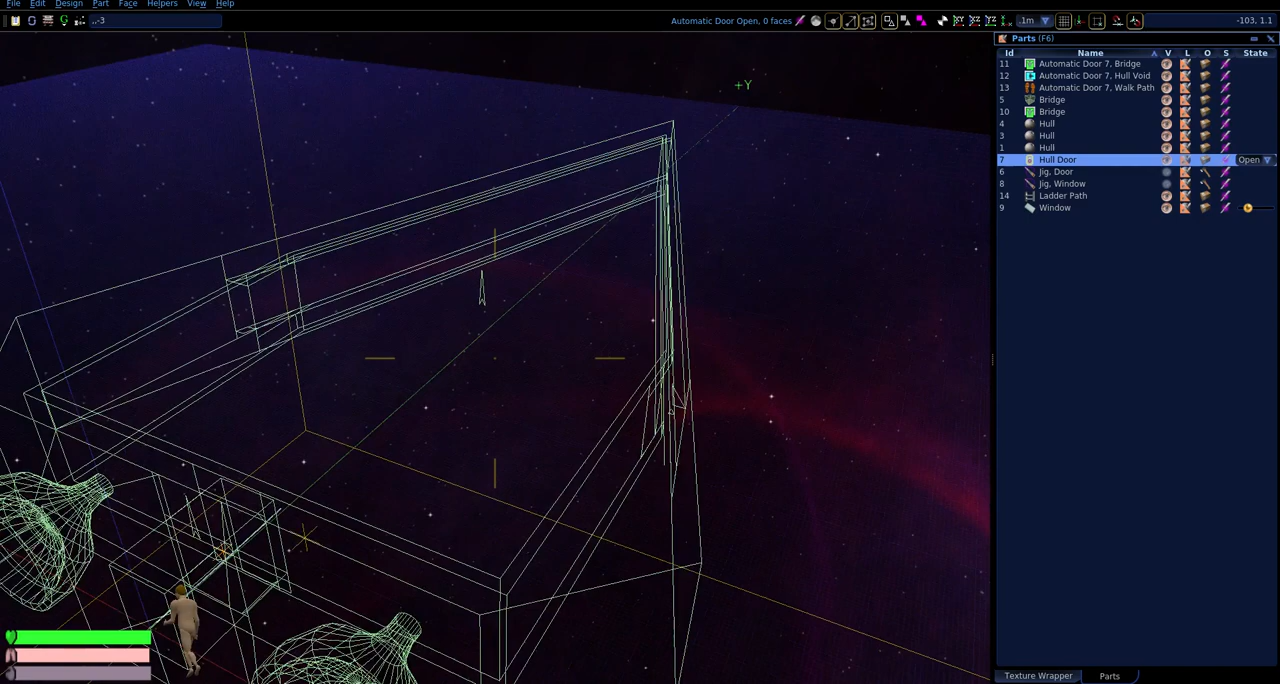 File Edit Design Part Face Helpers View Help
,,-3 Automatic Door Open, 0 faces 1m -103, 1.1
+Y
Parts (F6)
Id Name V L O S State
11 Automatic Door 7, Bridge
12 Automatic Door 7, Hull Void
13 Automatic Door 7, Walk Path
5 Bridge
10 Bridge
4 Hull
3 Hull
1 Hull
7 Hull Door Open
6 Jig, Door
8 Jig, Window
14 Ladder Path
9 Window
Texture Wrapper Parts